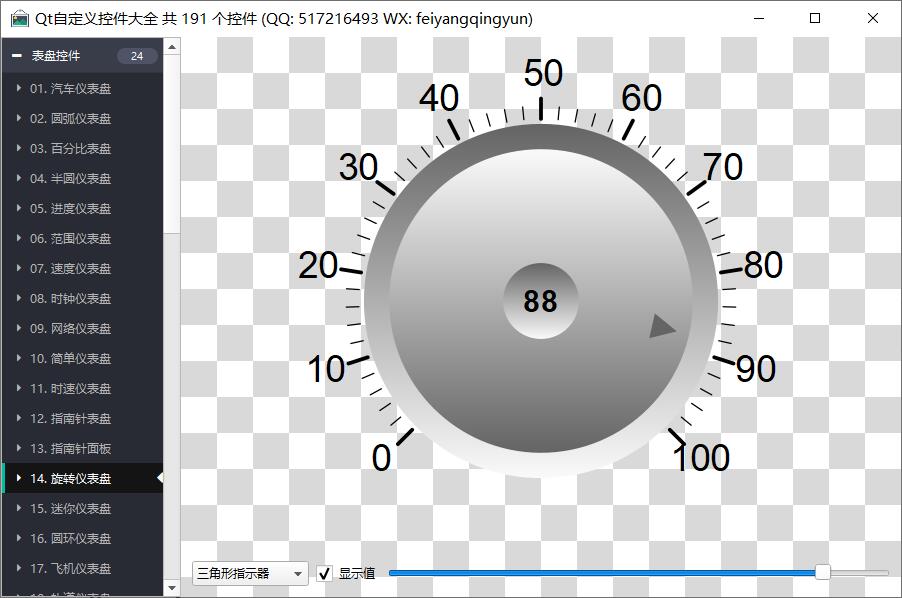 Qt自定义控件大全 共 191 个控件 (QQ: 517216493 WX: feiyangqingyun)
表盘控件 24
01. 汽车仪表盘
02. 圆弧仪表盘
03. 百分比表盘
04. 半圆仪表盘
05. 进度仪表盘
06. 范围仪表盘
07. 速度仪表盘
08. 时钟仪表盘
09. 网络仪表盘
10. 简单仪表盘
11. 时速仪表盘
12. 指南针表盘
13. 指南针面板
14. 旋转仪表盘
15. 迷你仪表盘
16. 圆环仪表盘
17. 飞机仪表盘
0
10
20
30
40
50
60
70
80
90
100
88
三角形指示器
显示值